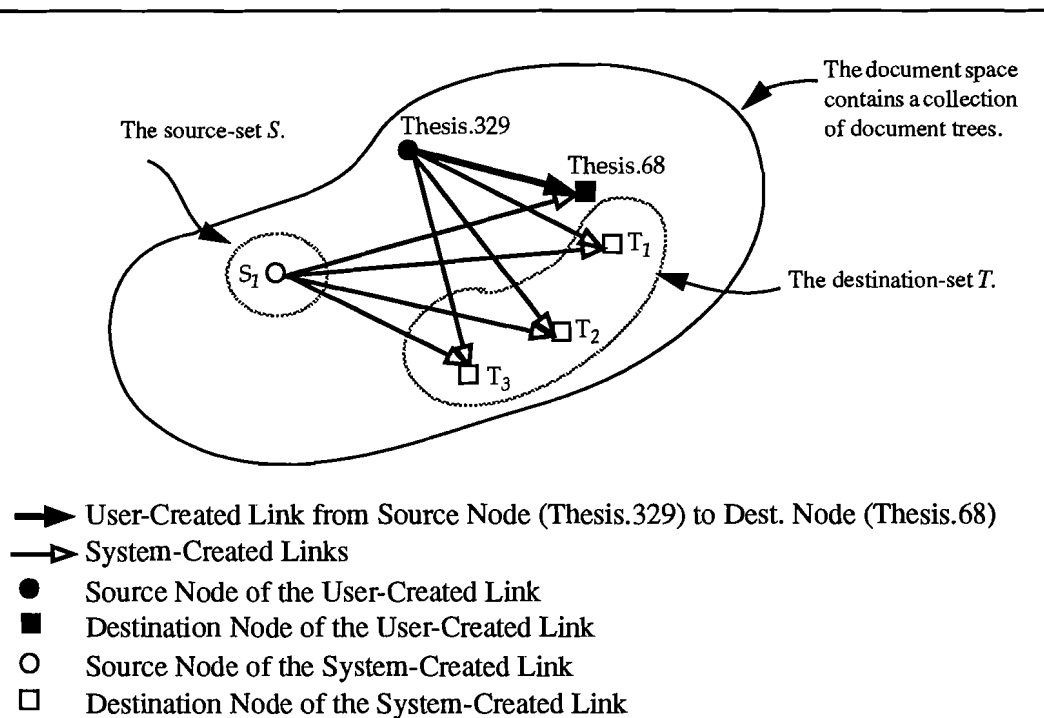 The document space
contains a collection
of document trees.
The source-set S.
Thesis.329
Thesis.68
T1
S1
The destination-set T.
T2
T3
User-Created Link from Source Node (Thesis.329) to Dest. Node (Thesis.68)
System-Created Links
Source Node of the User-Created Link
Destination Node of the User-Created Link
Source Node of the System-Created Link
Destination Node of the System-Created Link